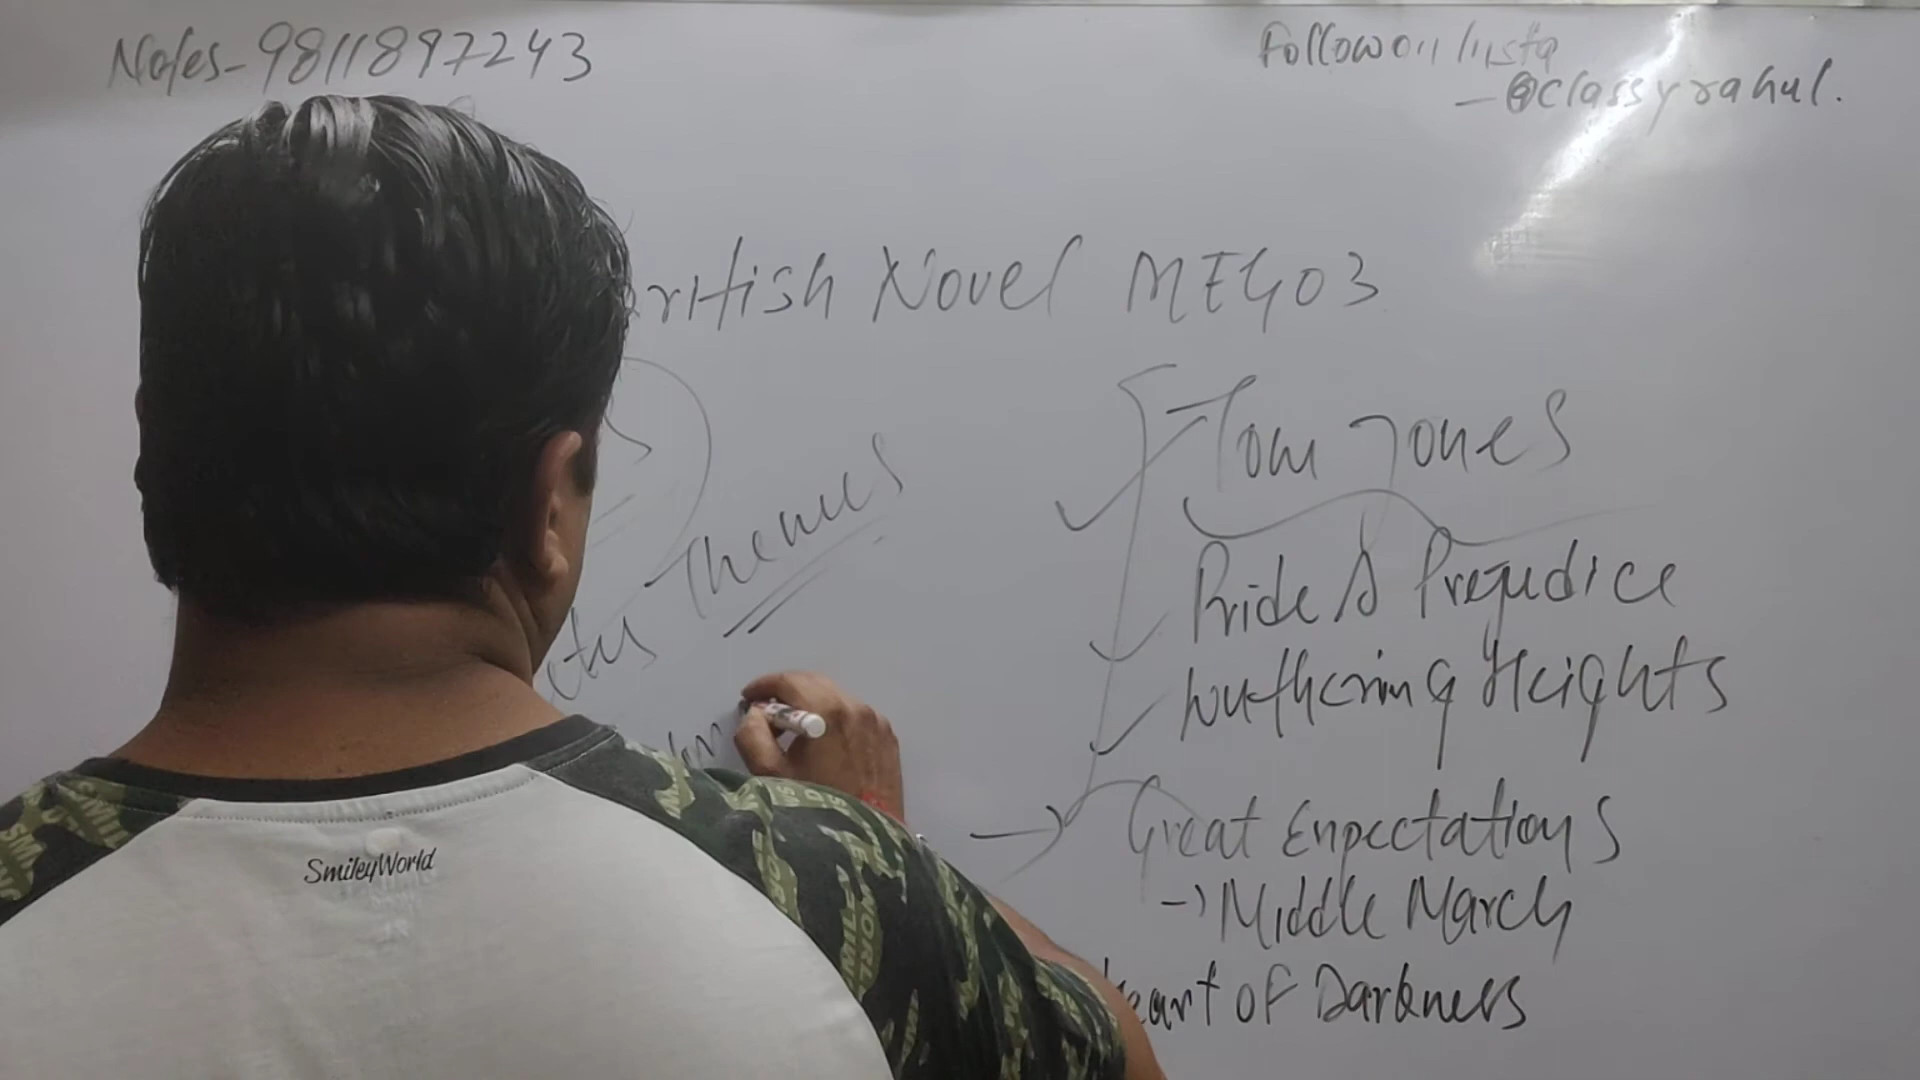 Notes-9811897243
Follow on Insta
-@classyrahul.
British Novel MEG03
Tom Jones
Themes
Pride & Prejudice
Wuthering Heights
Great Expectations
→ Middle March
Heart of Darkness
SmileyWorld